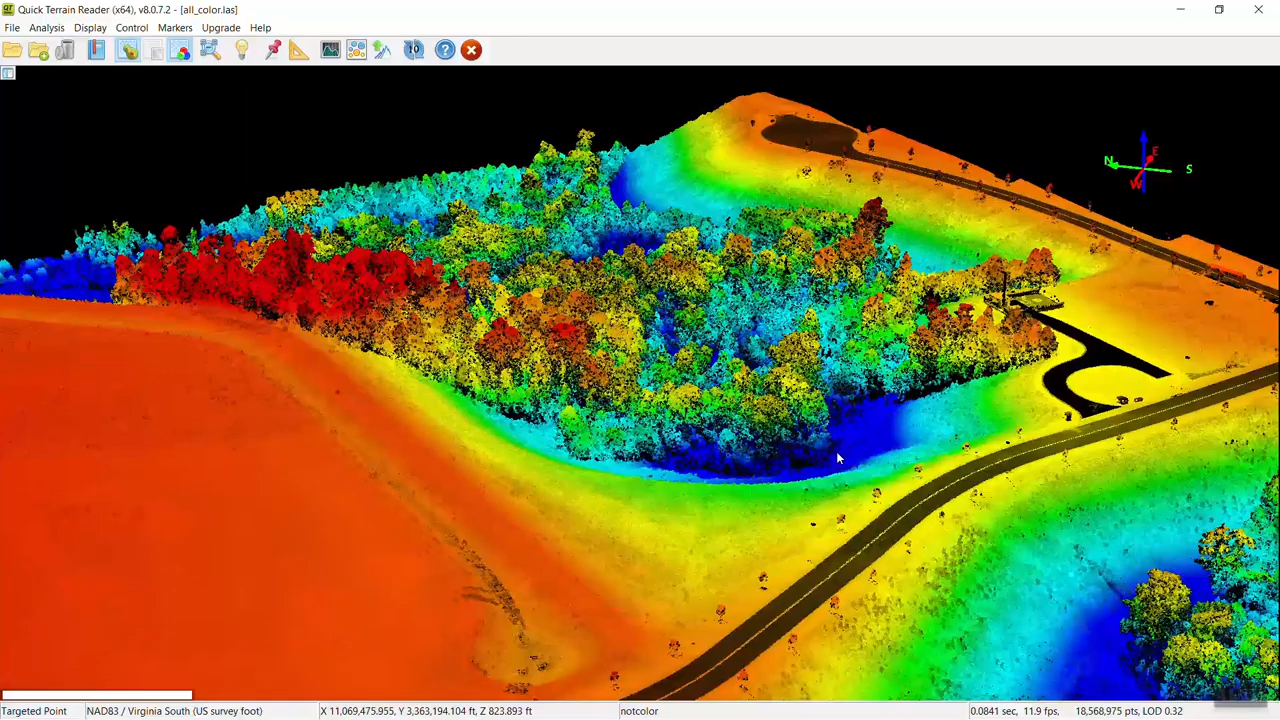 Quick Terrain Reader (x64), v8.0.7.2 - [all_color.las]
File Analysis Display Control Markers Upgrade Help
N E S W
Targeted Point NAD83 / Virginia South (US survey foot) X 11,069,475.955, Y 3,363,194.104 ft, Z 823.893 ft notcolor 0.0841 sec, 11.9 fps, 18,568,975 pts, LOD 0.32